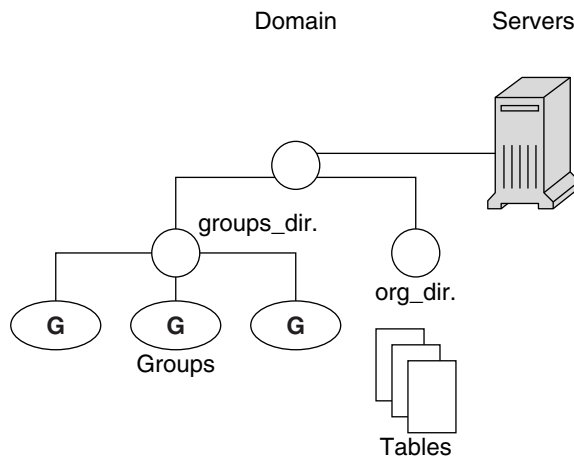 Domain
Servers
groups_dir.
org_dir.
G
G
G
Groups
Tables